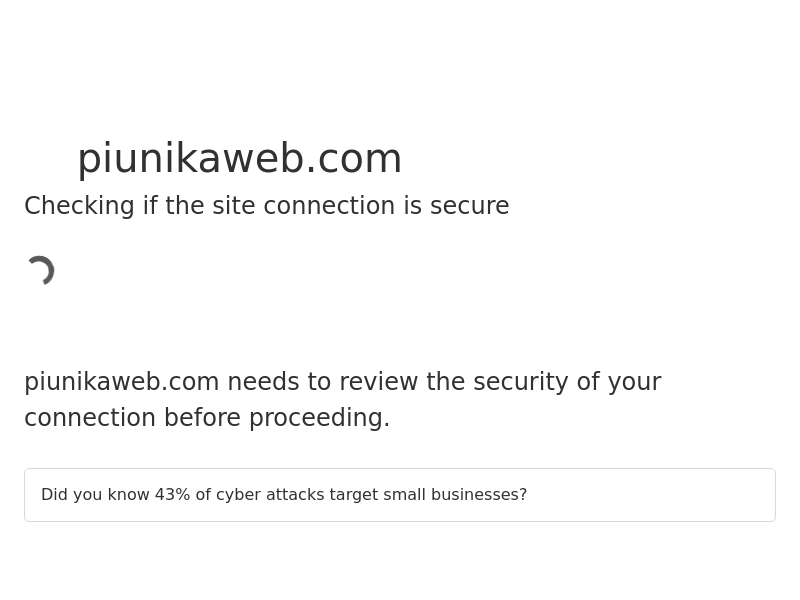 piunikaweb.com
Checking if the site connection is secure
piunikaweb.com needs to review the security of your
connection before proceeding.
Did you know 43% of cyber attacks target small businesses?